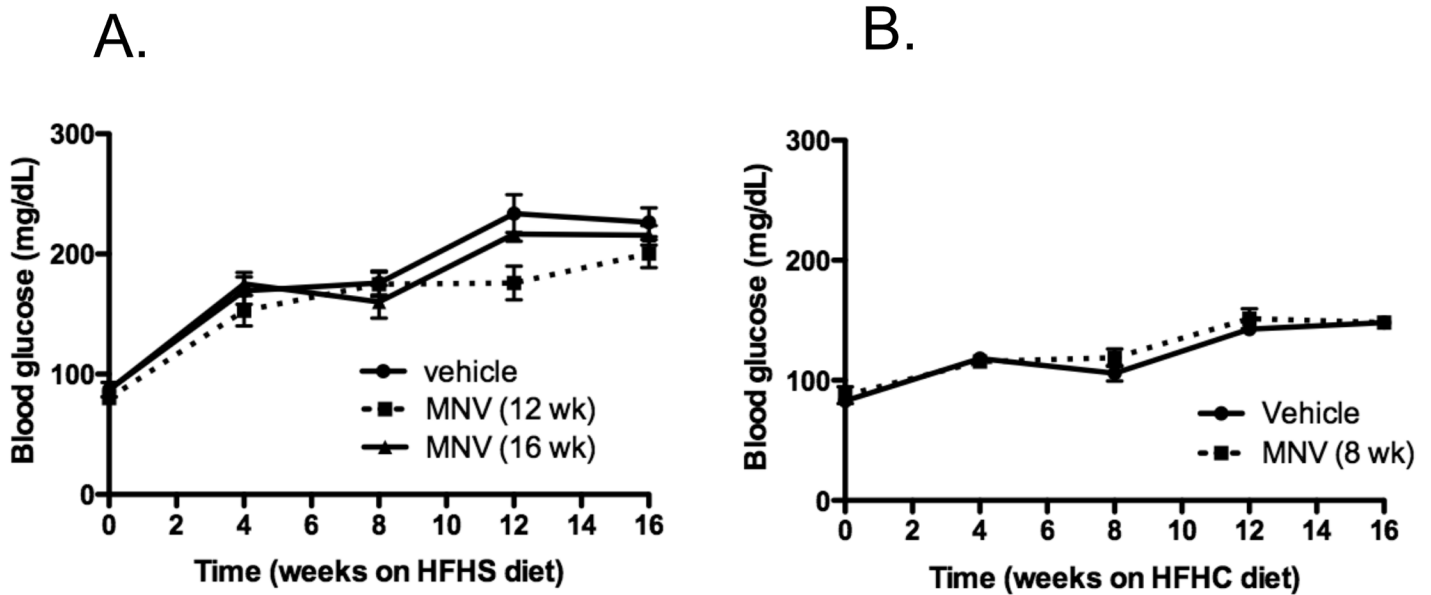 A.
Blood glucose (mg/dL)
300
200
100
0
vehicle
MNV (12 wk)
MNV (16 wk)
0 2 4 6 8 10 12 14 16
Time (weeks on HFHS diet)
B.
Blood glucose (mg/dL)
300
200
100
0
Vehicle
MNV (8 wk)
0 2 4 6 8 10 12 14 16
Time (weeks on HFHC diet)